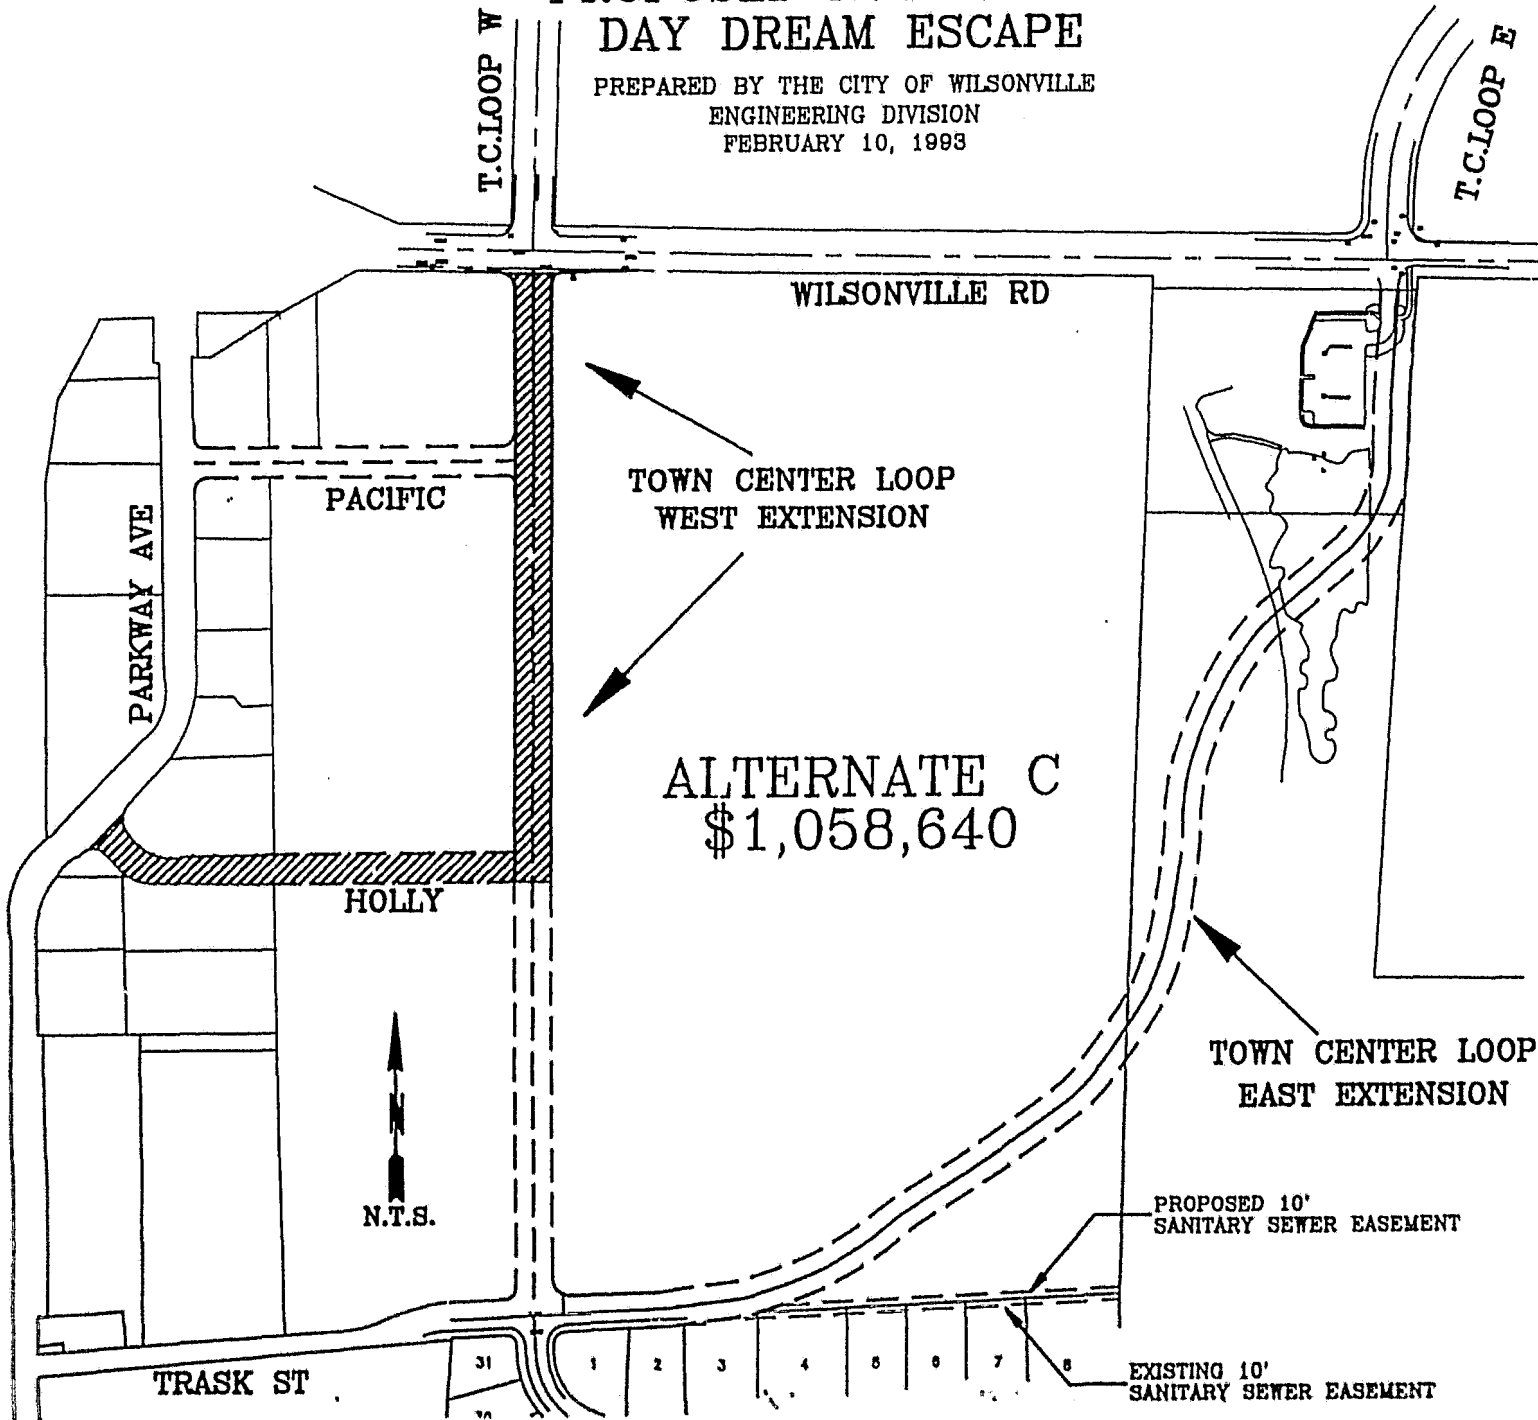 DAY DREAM ESCAPE
PREPARED BY THE CITY OF WILSONVILLE
ENGINEERING DIVISION
FEBRUARY 10, 1993
T.C.LOOP W
T.C.LOOP E
WILSONVILLE RD
TOWN CENTER LOOP
WEST EXTENSION
PACIFIC
PARKWAY AVE
ALTERNATE C
$1,058,640
HOLLY
TOWN CENTER LOOP
EAST EXTENSION
N
N.T.S.
PROPOSED 10'
SANITARY SEWER EASEMENT
EXISTING 10'
SANITARY SEWER EASEMENT
TRASK ST
31
1
2
3
4
5
6
7
8